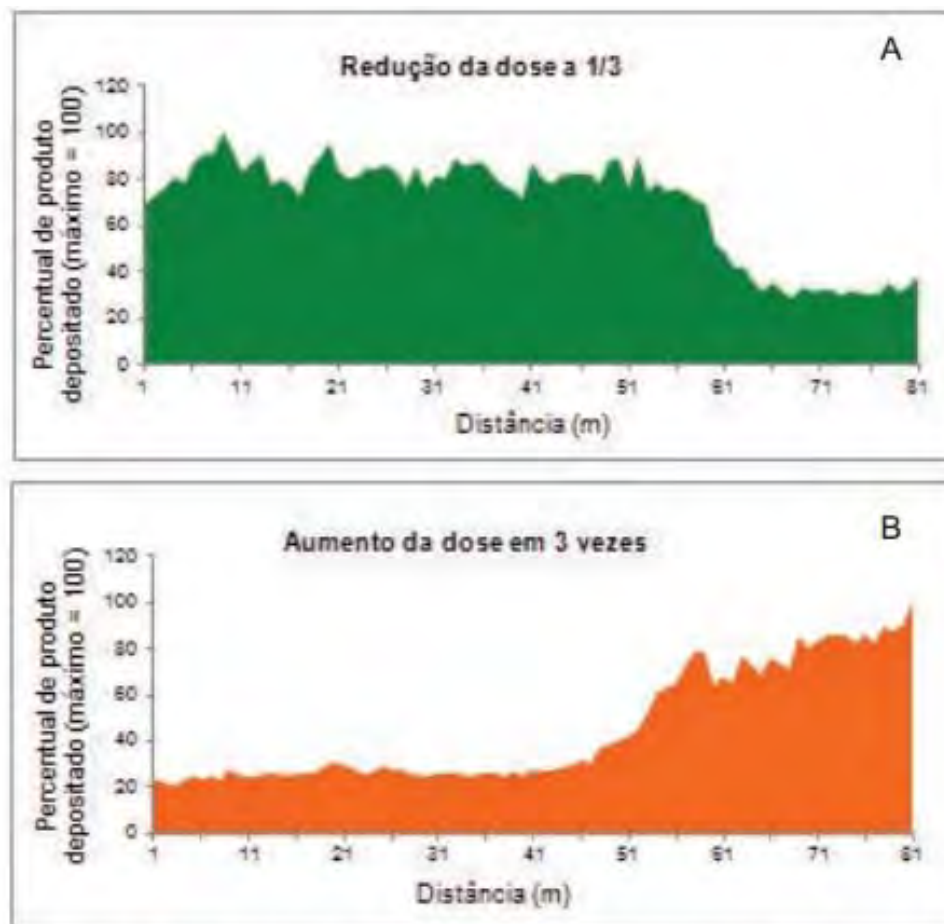 A
Redução da dose a 1/3
Percentual de produto
depositado (máximo = 100)
120
100
80
60
40
20
0
1 11 21 31 41 51 61 71 81
Distância (m)
B
Aumento da dose em 3 vezes
Percentual de produto
depositado (máximo = 100)
120
100
80
60
40
20
0
1 11 21 31 41 51 61 71 81
Distância (m)